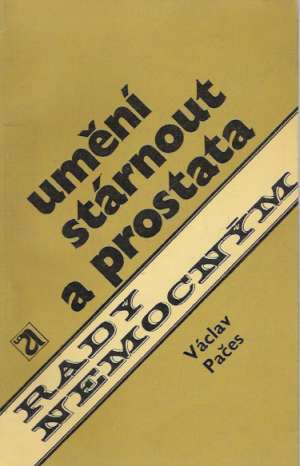 umění
stárnout
a prostata
RADY
NEMOCNÝM
Václav
Pačes